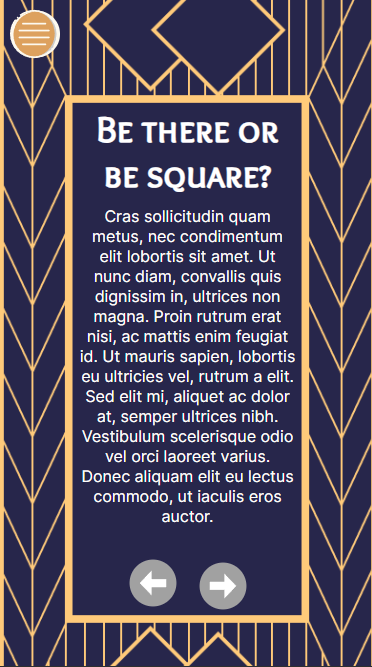 Be there or
be square?
Cras sollicitudin quam
metus, nec condimentum
elit lobortis sit amet. Ut
nunc diam, convallis quis
dignissim in, ultrices non
magna. Proin rutrum erat
nisi, ac mattis enim feugiat
id. Ut mauris sapien, lobortis
eu ultricies vel, rutrum a elit.
Sed elit mi, aliquet ac dolor
at, semper ultrices nibh.
Vestibulum scelerisque odio
vel orci laoreet varius.
Donec aliquam elit eu lectus
commodo, ut iaculis eros
auctor.